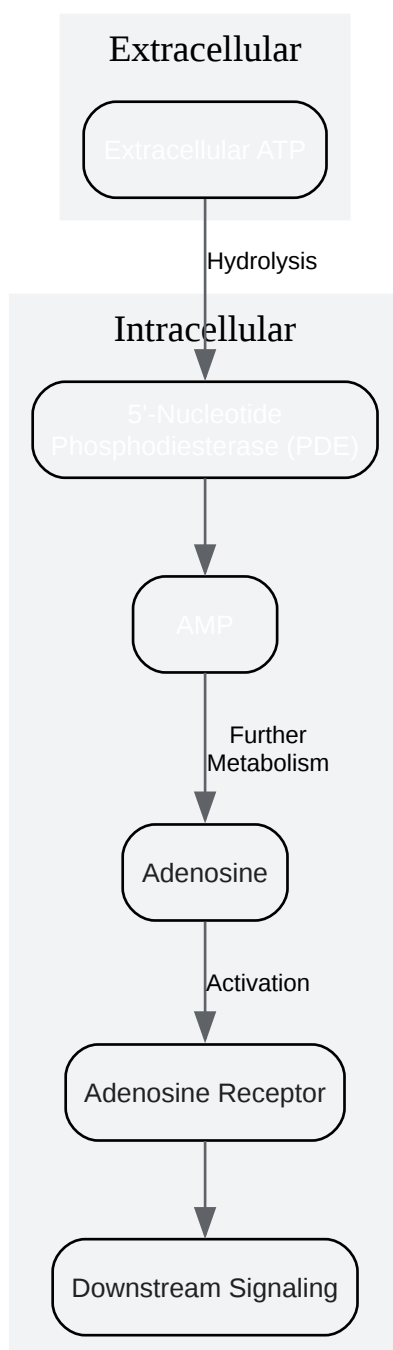 Extracellular
Extracellular ATP
Hydrolysis
Intracellular
5'-Nucleotide
Phosphodiesterase (PDE)
AMP
Further
Metabolism
Adenosine
Activation
Adenosine Receptor
Downstream Signaling